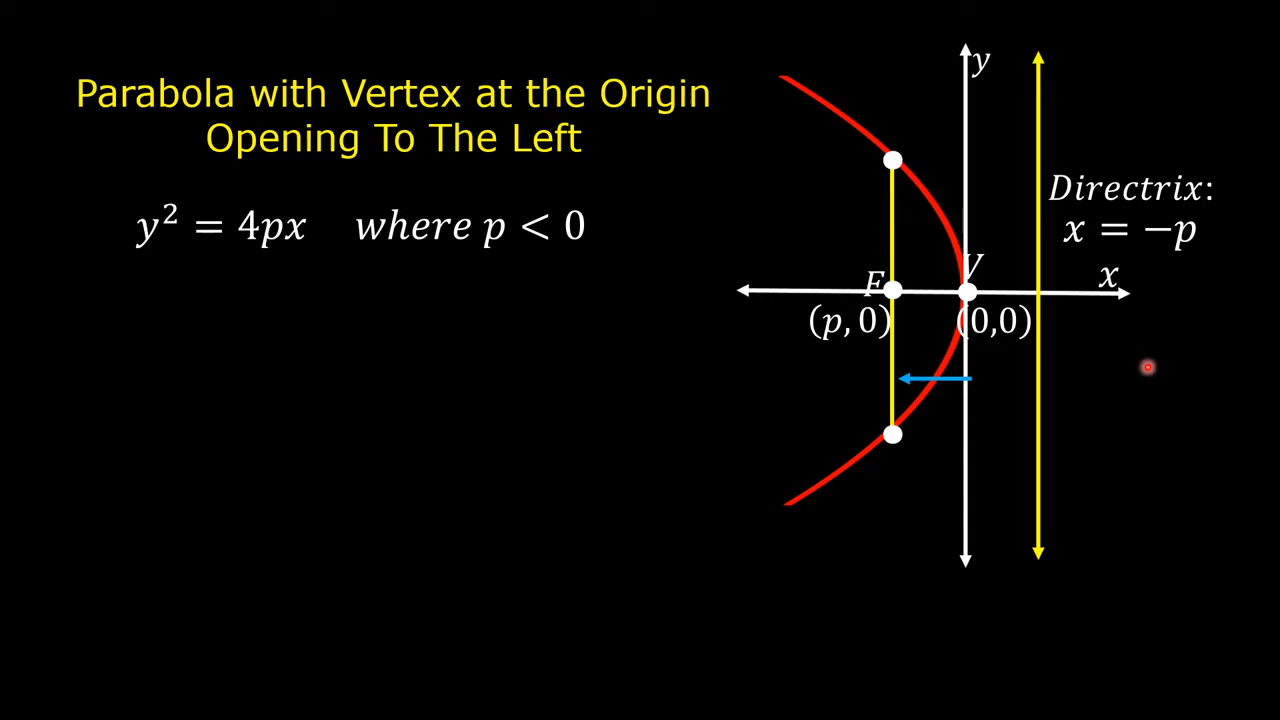 Parabola with Vertex at the Origin
Opening To The Left
y² = 4px where p < 0
y
Directrix:
x = −p
x
V
F
(p, 0)
(0,0)